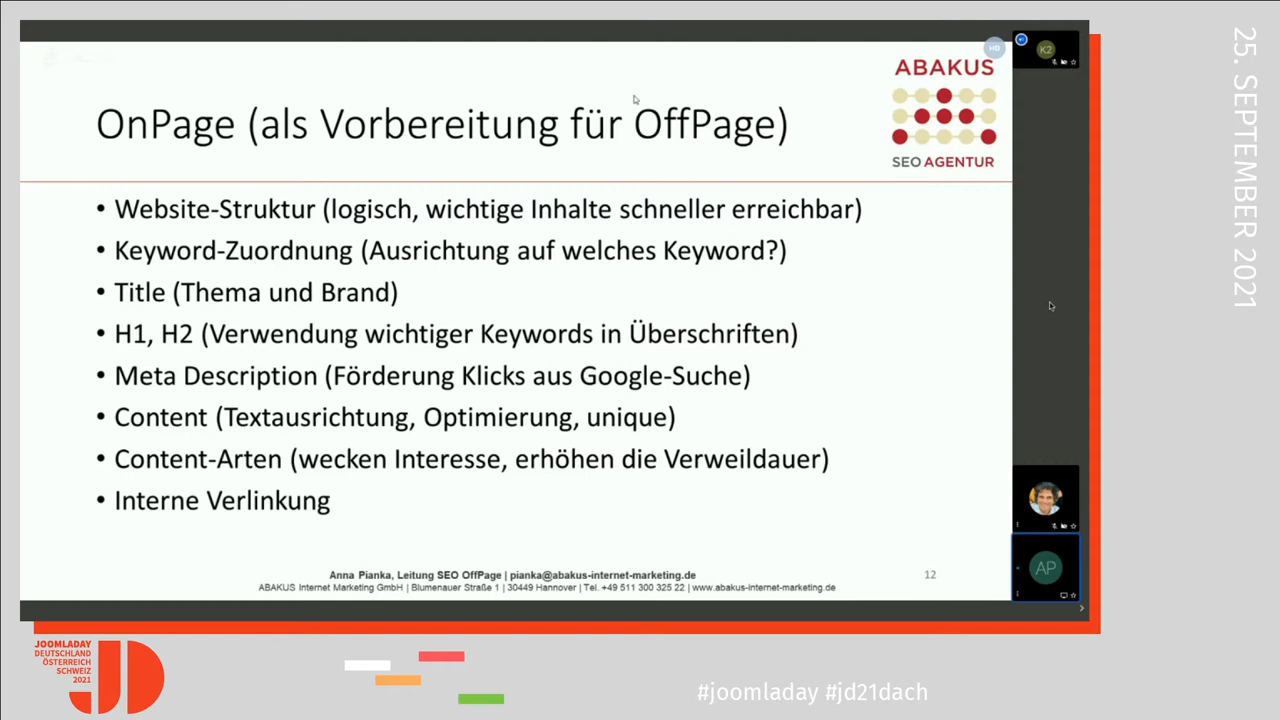 OnPage (als Vorbereitung für OffPage)
ABAKUS
SEO AGENTUR
• Website-Struktur (logisch, wichtige Inhalte schneller erreichbar)
• Keyword-Zuordnung (Ausrichtung auf welches Keyword?)
• Title (Thema und Brand)
• H1, H2 (Verwendung wichtiger Keywords in Überschriften)
• Meta Description (Förderung Klicks aus Google-Suche)
• Content (Textausrichtung, Optimierung, unique)
• Content-Arten (wecken Interesse, erhöhen die Verweildauer)
• Interne Verlinkung
Anna Pianka, Leitung SEO OffPage | pianka@abakus-internet-marketing.de
ABAKUS Internet Marketing GmbH | Blumenauer Straße 1 | 30449 Hannover | Tel. +49 511 300 325 22 | www.abakus-internet-marketing.de
12
HD
K2
AP
25. SEPTEMBER 2021
JOOMLADAY
DEUTSCHLAND
ÖSTERREICH
SCHWEIZ
2021
JD
#joomladay #jd21dach